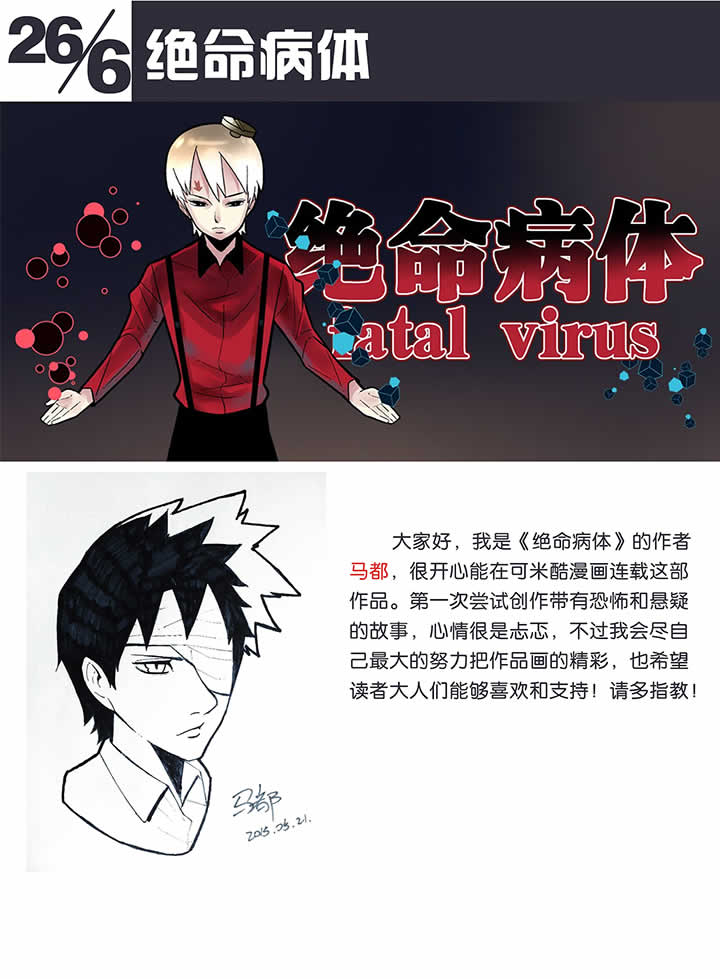 26/6
绝命病体
绝命病体
fatal virus
大家好，我是《绝命病体》的作者
马都，很开心能在可米酷漫画连载这部
作品。第一次尝试创作带有恐怖和悬疑
的故事，心情很是忐忑，不过我会尽自
己最大的努力把作品画的精彩，也希望
读者大人们能够喜欢和支持！请多指教！
马都
2015.05.21.